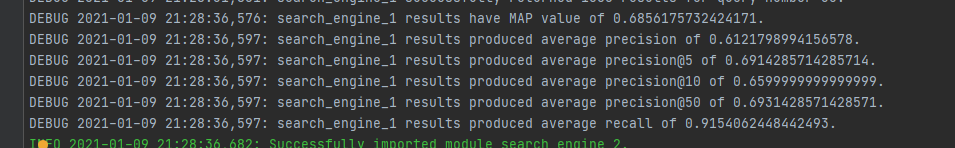 DEBUG 2021-01-09 21:28:36,576: search_engine_1 results have MAP value of 0.6856175732424171.
DEBUG 2021-01-09 21:28:36,597: search_engine_1 results produced average precision of 0.6121798994156578.
DEBUG 2021-01-09 21:28:36,597: search_engine_1 results produced average precision@5 of 0.6914285714285714.
DEBUG 2021-01-09 21:28:36,597: search_engine_1 results produced average precision@10 of 0.6599999999999999.
DEBUG 2021-01-09 21:28:36,597: search_engine_1 results produced average precision@50 of 0.6931428571428571.
DEBUG 2021-01-09 21:28:36,597: search_engine_1 results produced average recall of 0.9154062448442493.
2021-01-09 21:28:36,682: Successfully imported module search_engine_2.